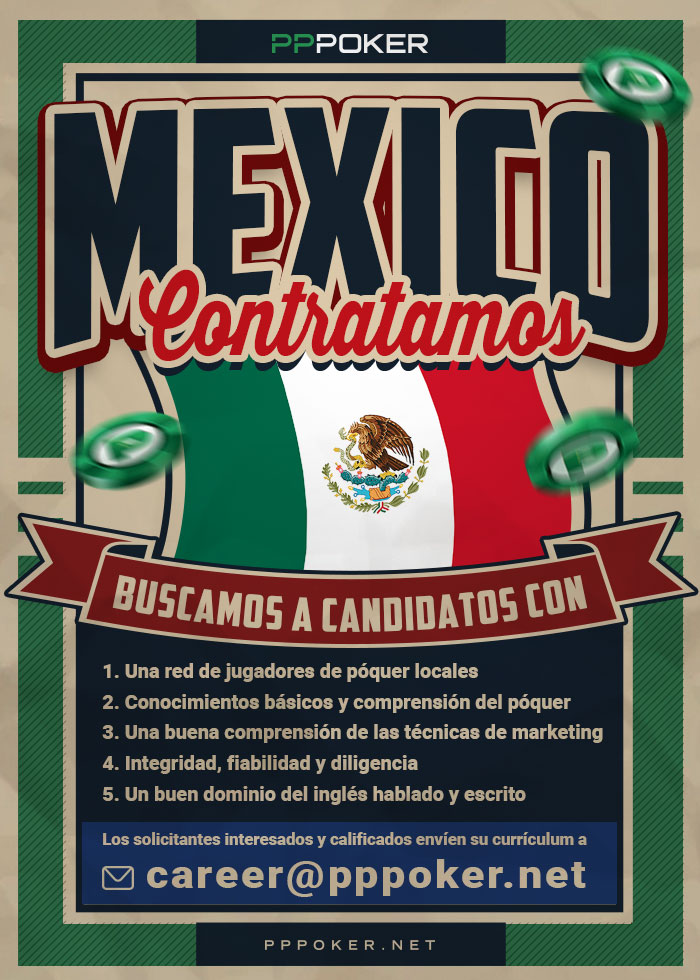 PPPOKER
MEXICO
Contratamos
BUSCAMOS A CANDIDATOS CON
1. Una red de jugadores de póquer locales
2. Conocimientos básicos y comprensión del póquer
3. Una buena comprensión de las técnicas de marketing
4. Integridad, fiabilidad y diligencia
5. Un buen dominio del inglés hablado y escrito
Los solicitantes interesados y calificados envíen su currículum a
career@pppoker.net
PPPOKER.NET